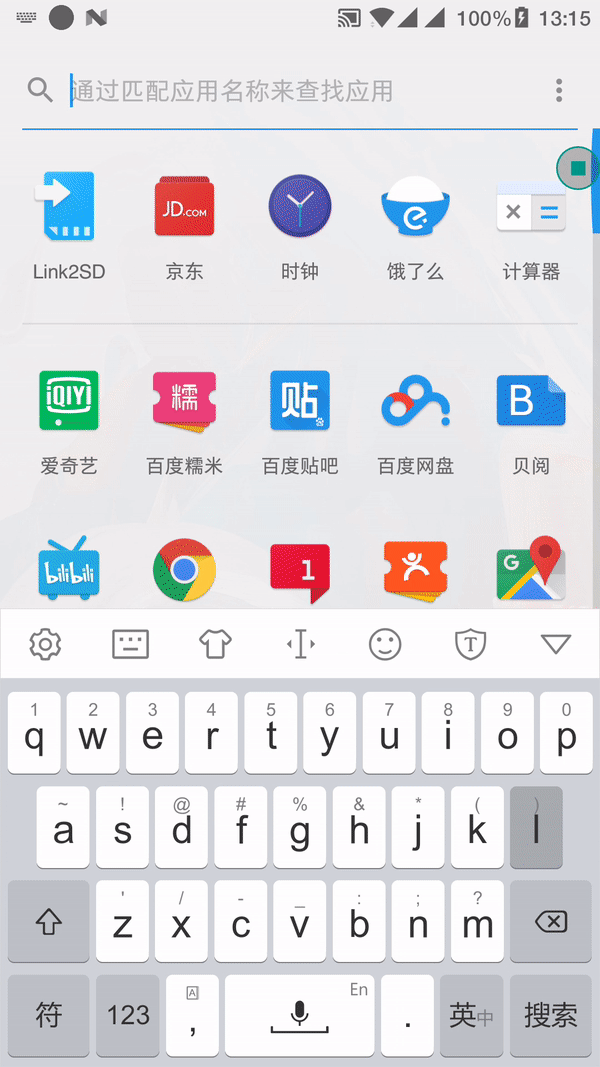 100% 13:15
通过匹配应用名称来查找应用
JD.COM
e
Link2SD 京东 时钟 饿了么 计算器
iQIYI 糯 贴 B
爱奇艺 百度糯米 百度贴吧 百度网盘 贝阅
bilibili 1 G
T
1 2 3 4 5 6 7 8 9 0
q w e r t y u i o p
~ ! @ # % & * ( )
a s d f g h j k l
' / - _ : ; ?
z x c v b n m
符 123 , En . 英中 搜索